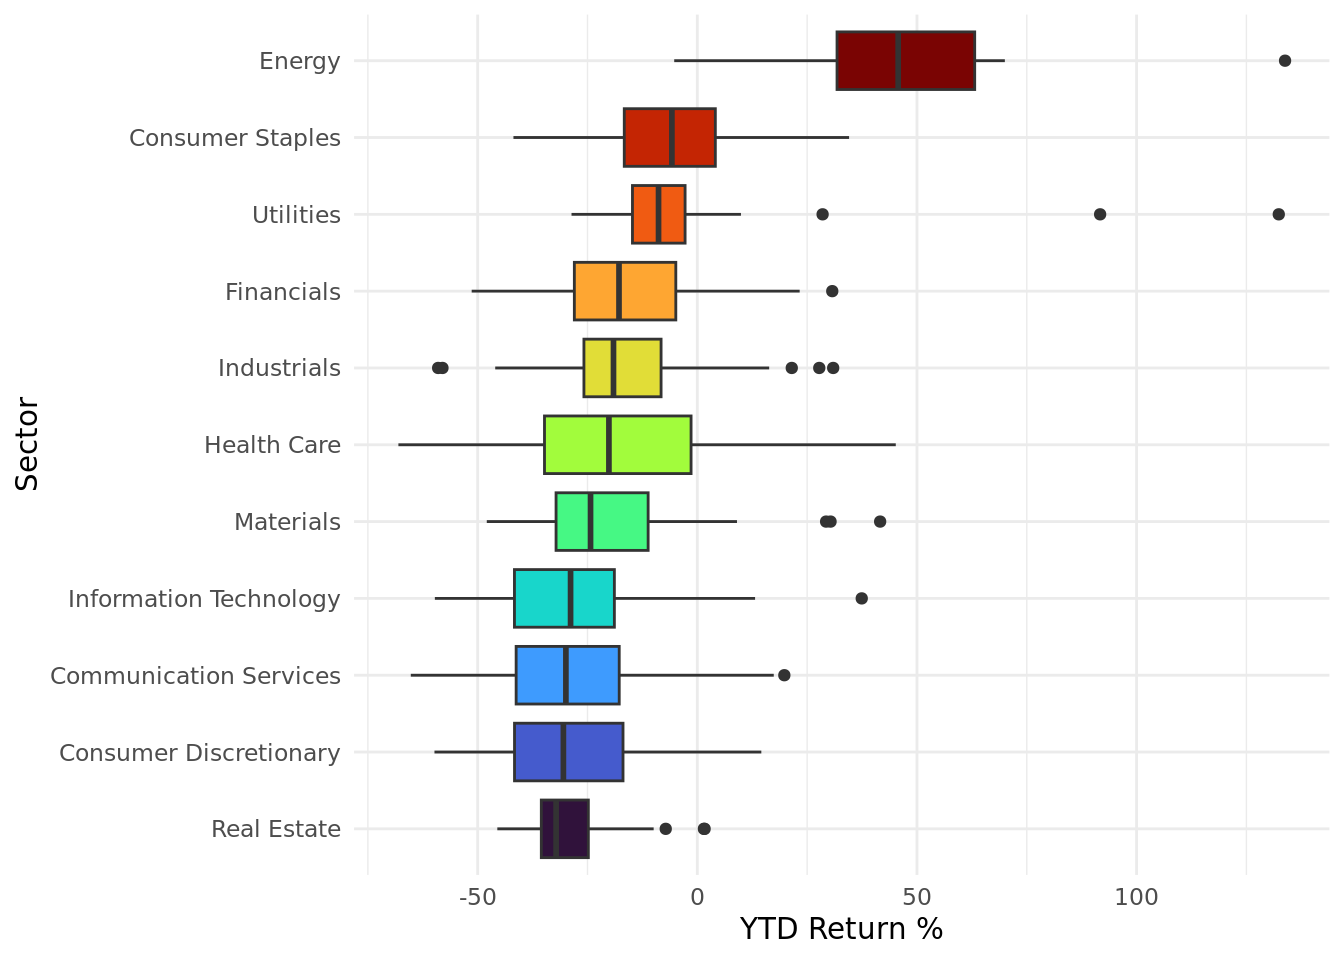 Energy
Consumer Staples
Utilities
Financials
Industrials
Health Care
Materials
Information Technology
Communication Services
Consumer Discretionary
Real Estate
Sector
-50 0 50 100
YTD Return %